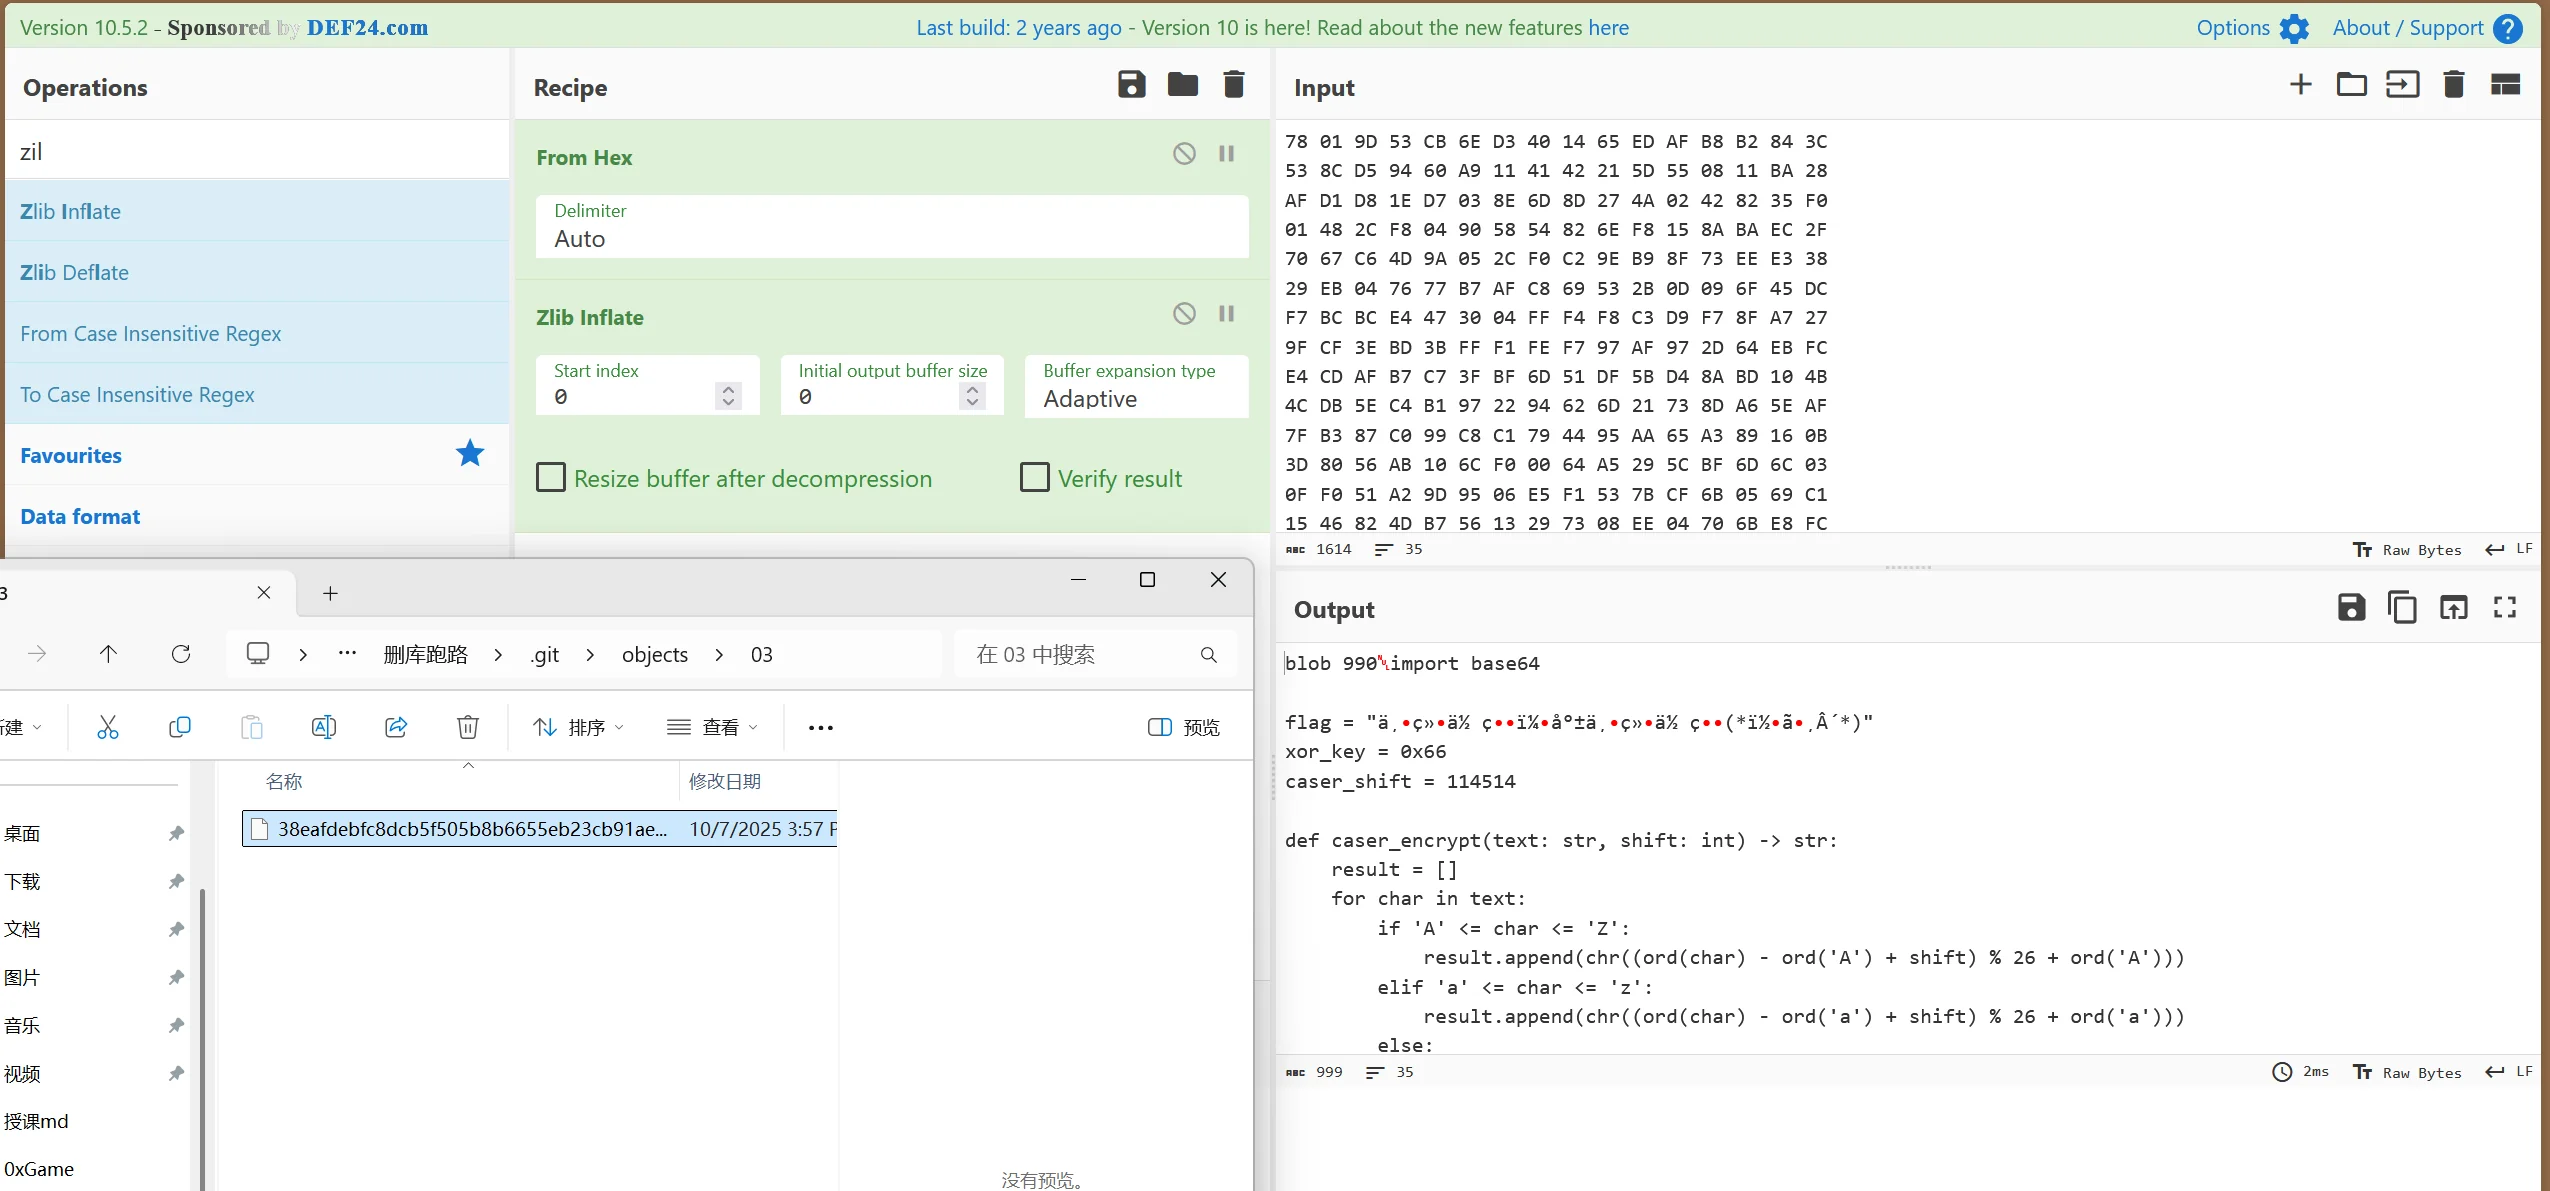 Version 10.5.2 - Sponsored by DEF24.com
Last build: 2 years ago - Version 10 is here! Read about the new features here
Options
About / Support
Operations
zil
Zlib Inflate
Zlib Deflate
From Case Insensitive Regex
To Case Insensitive Regex
Favourites
Data format
Recipe
From Hex
Delimiter
Auto
Zlib Inflate
Start index
0
Initial output buffer size
0
Buffer expansion type
Adaptive
Resize buffer after decompression
Verify result
Input
78 01 9D 53 CB 6E D3 40 14 65 ED AF B8 B2 84 3C
53 8C D5 94 60 A9 11 41 42 21 5D 55 08 11 BA 28
AF D1 D8 1E D7 03 8E 6D 8D 27 4A 02 42 82 35 F0
01 48 2C F8 04 90 58 54 82 6E F8 15 8A BA EC 2F
70 67 C6 4D 9A 05 2C F0 C2 9E B9 8F 73 EE E3 38
29 EB 04 76 77 B7 AF C8 69 53 2B 0D 09 6F 45 DC
F7 BC BC E4 47 30 04 FF F4 F8 C3 D9 F7 8F A7 27
9F CF 3E BD 3B FF F1 FE F7 97 AF 97 2D 64 EB FC
E4 CD AF B7 C7 3F BF 6D 51 DF 5B D4 8A BD 10 4B
4C DB 5E C4 B1 97 22 94 62 6D 21 73 8D A6 5E AF
7F B3 87 C0 99 C8 C1 79 44 95 AA 65 A3 89 16 0B
3D 80 56 AB 10 6C F0 00 64 A5 29 5C BF 6D 6C 03
0F F0 51 A2 9D 95 06 E5 F1 53 7B CF 6B 05 69 C1
15 46 82 4D B7 56 13 29 73 08 EE 04 70 6B E8 FC
1614 35
Raw Bytes LF
Output
blob 990 import base64
flag = "ä¸•ç»•ä½ ç••ï¼•å°±ä¸•ç»•ä½ ç••(*ï½•ã•¸Â´*)"
xor_key = 0x66
caser_shift = 114514
def caser_encrypt(text: str, shift: int) -> str:
    result = []
    for char in text:
        if 'A' <= char <= 'Z':
            result.append(chr((ord(char) - ord('A') + shift) % 26 + ord('A')))
        elif 'a' <= char <= 'z':
            result.append(chr((ord(char) - ord('a') + shift) % 26 + ord('a')))
        else:
999 35
2ms Raw Bytes LF
3
… 删库跑路 > .git > objects > 03
在 03 中搜索
建
排序
查看
预览
名称
修改日期
38eafdebfc8dcb5f505b8b6655eb23cb91ae...
10/7/2025 3:57 P
桌面
下载
文档
图片
音乐
视频
授课md
0xGame
没有预览。